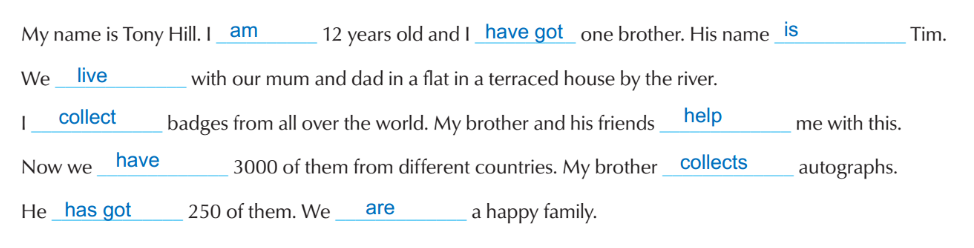 My name is Tony Hill. I am 12 years old and I have got one brother. His name is Tim.
We live with our mum and dad in a flat in a terraced house by the river.
I collect badges from all over the world. My brother and his friends help me with this.
Now we have 3000 of them from different countries. My brother collects autographs.
He has got 250 of them. We are a happy family.